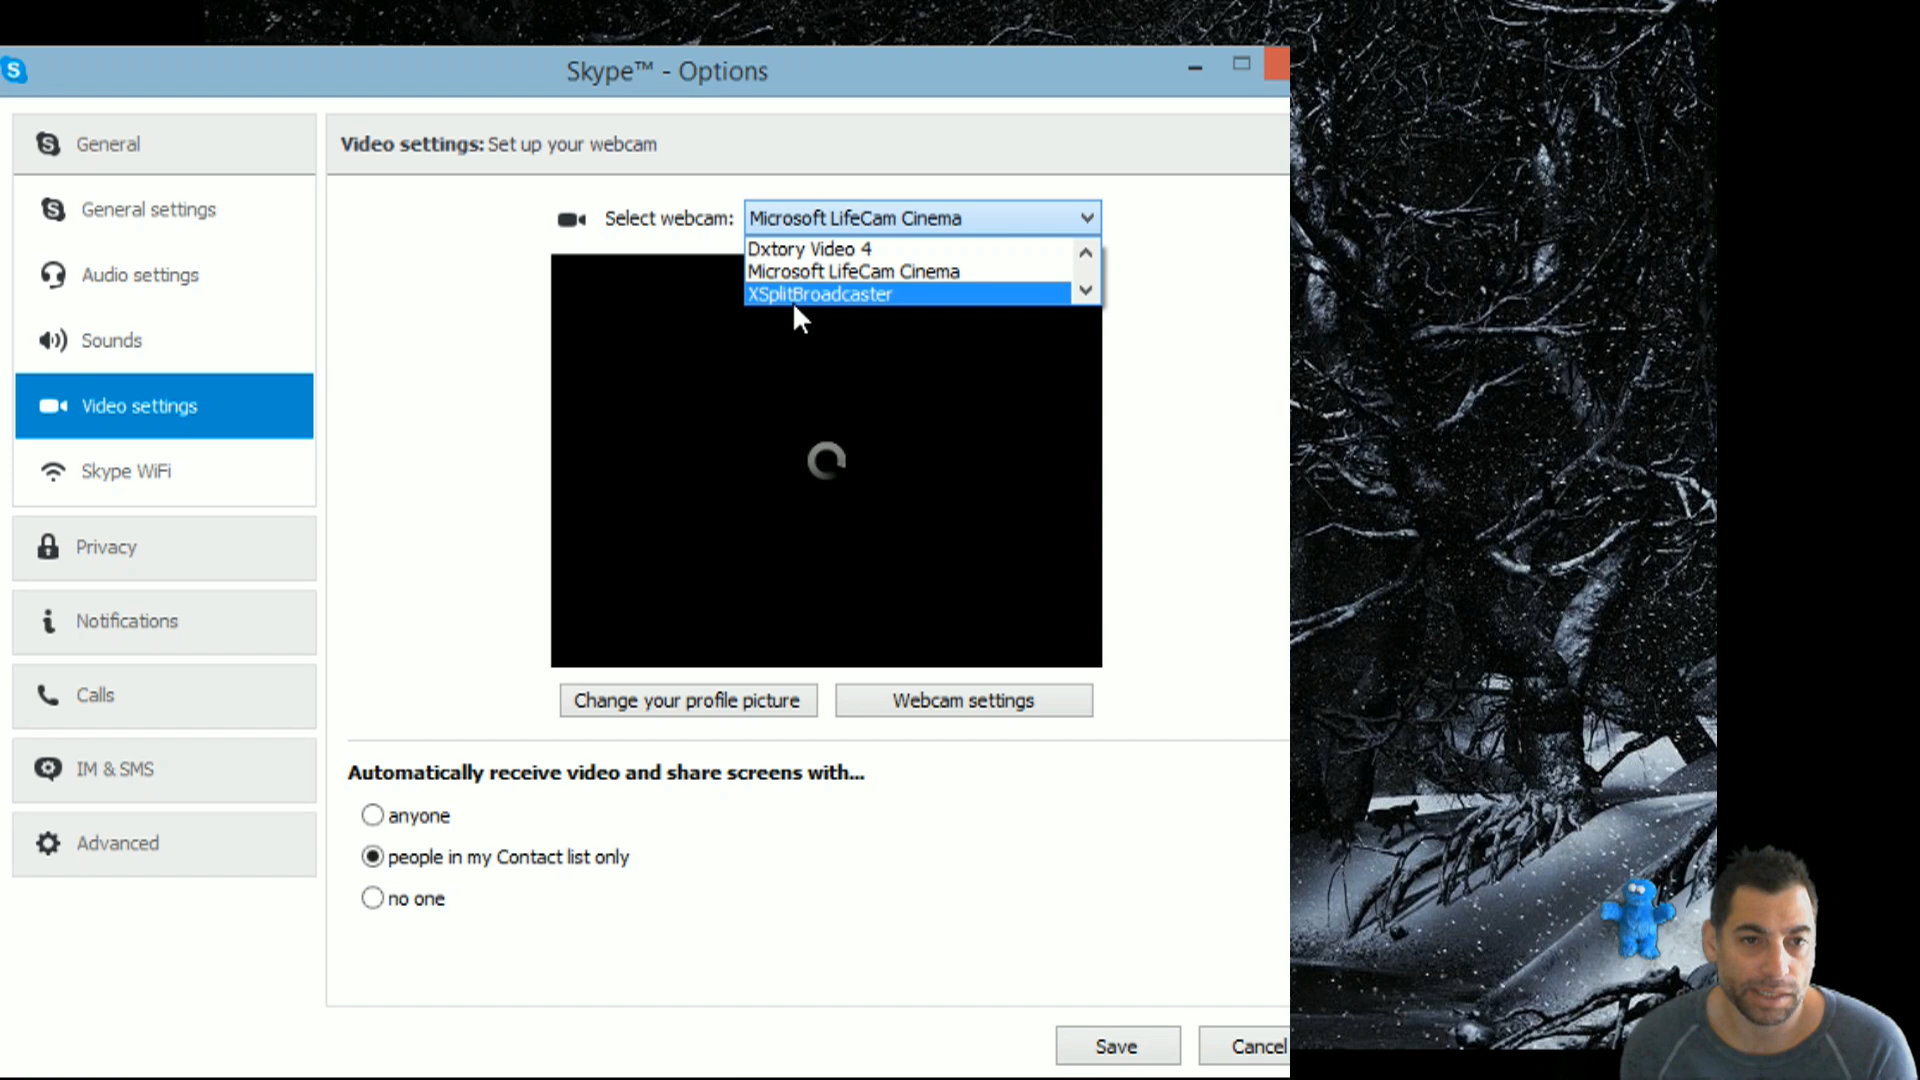 Skype™ - Options
General
General settings
Audio settings
Sounds
Video settings
Skype WiFi
Privacy
Notifications
Calls
IM & SMS
Advanced
Video settings: Set up your webcam
Select webcam: Microsoft LifeCam Cinema
Dxtory Video 4
Microsoft LifeCam Cinema
XSplitBroadcaster
Change your profile picture
Webcam settings
Automatically receive video and share screens with...
anyone
people in my Contact list only
no one
Save
Cancel